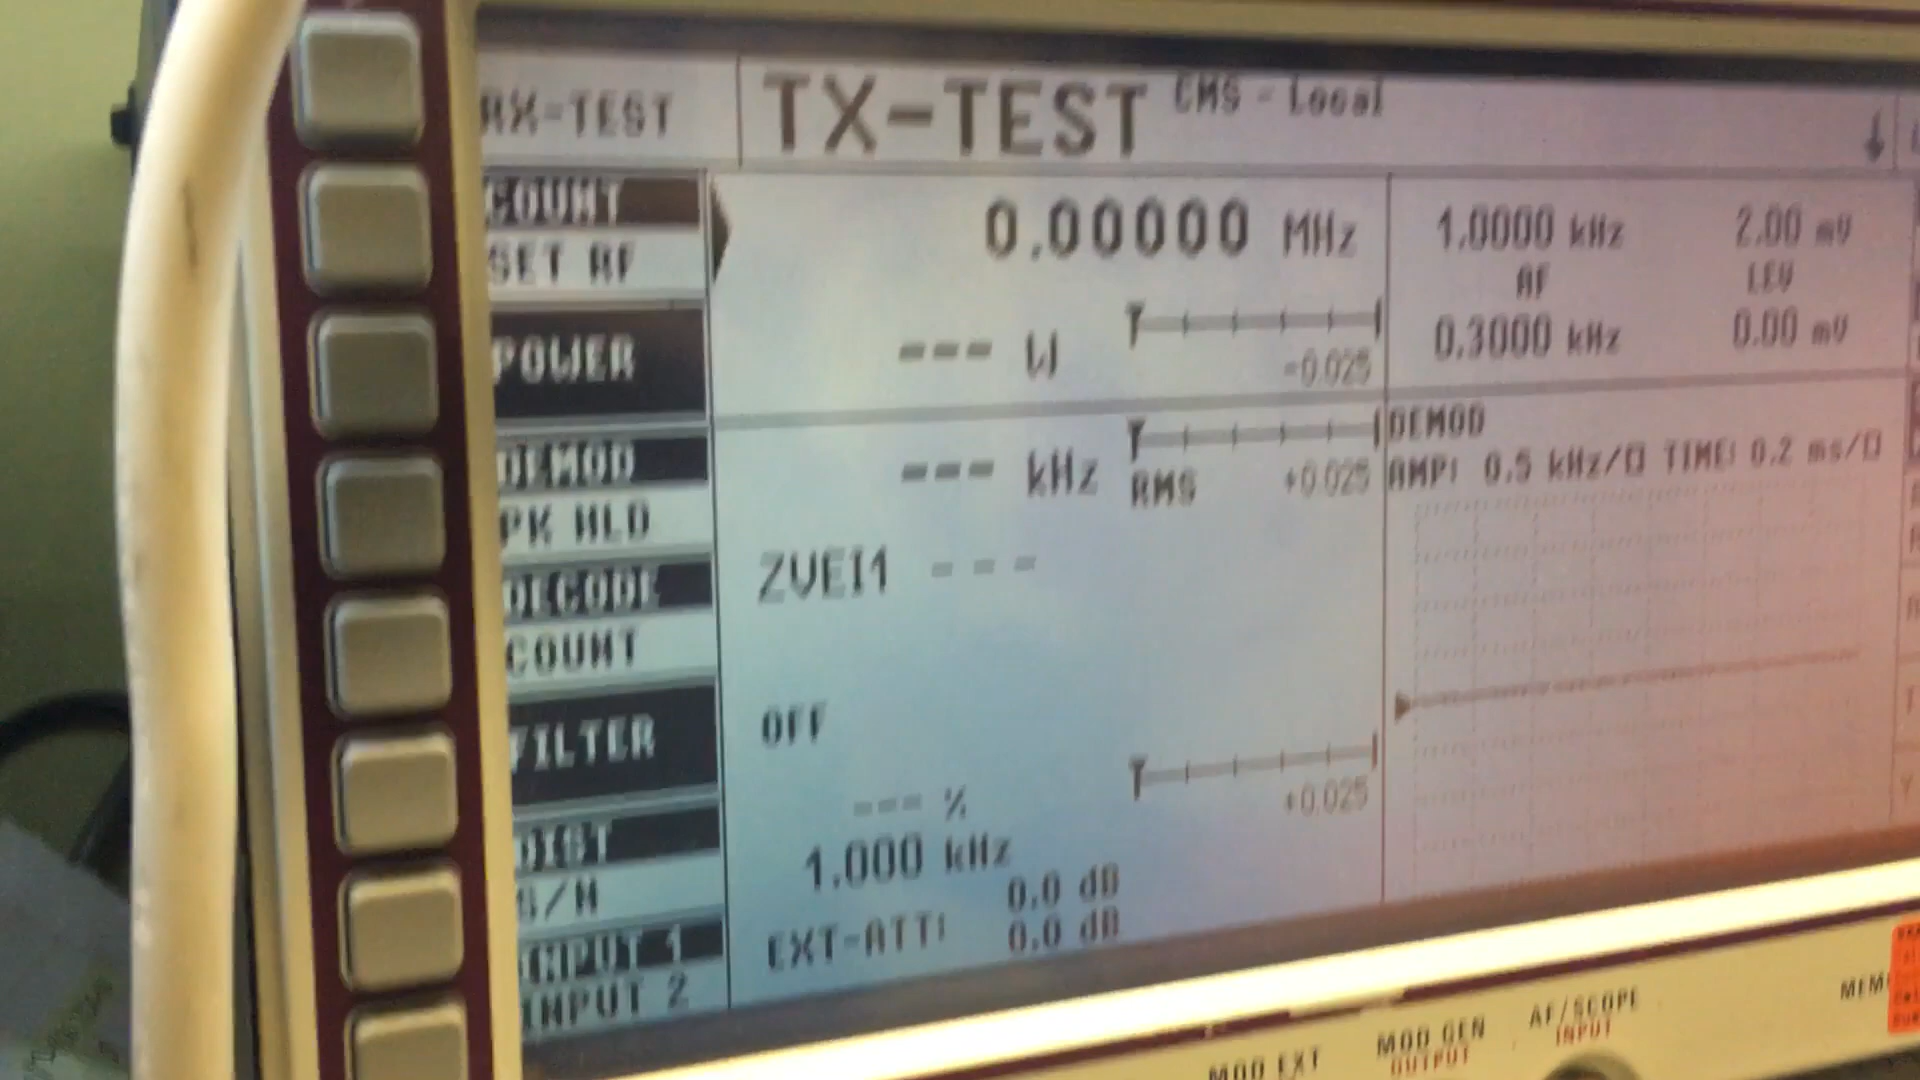 RX-TEST
TX-TEST CMS - Local
COUNT
SET RF
0.00000 MHz
1.0000 kHz 2.00 mV
AF LEV
0.3000 kHz 0.00 mV
POWER
--- W
-0.025
DEMOD
PK HLD
--- kHz
RMS +0.025
DEMOD
AMP: 0.5 kHz/□ TIME: 0.2 ms/□
DECODE
COUNT
ZVEI1 ---
FILTER
OFF
+0.025
DIST
S/N
--- %
1.000 kHz
INPUT 1
INPUT 2
0.0 dB
EXT-ATT: 0.0 dB
MOD EXT
MOD GEN
OUTPUT
AF/SCOPE
INPUT